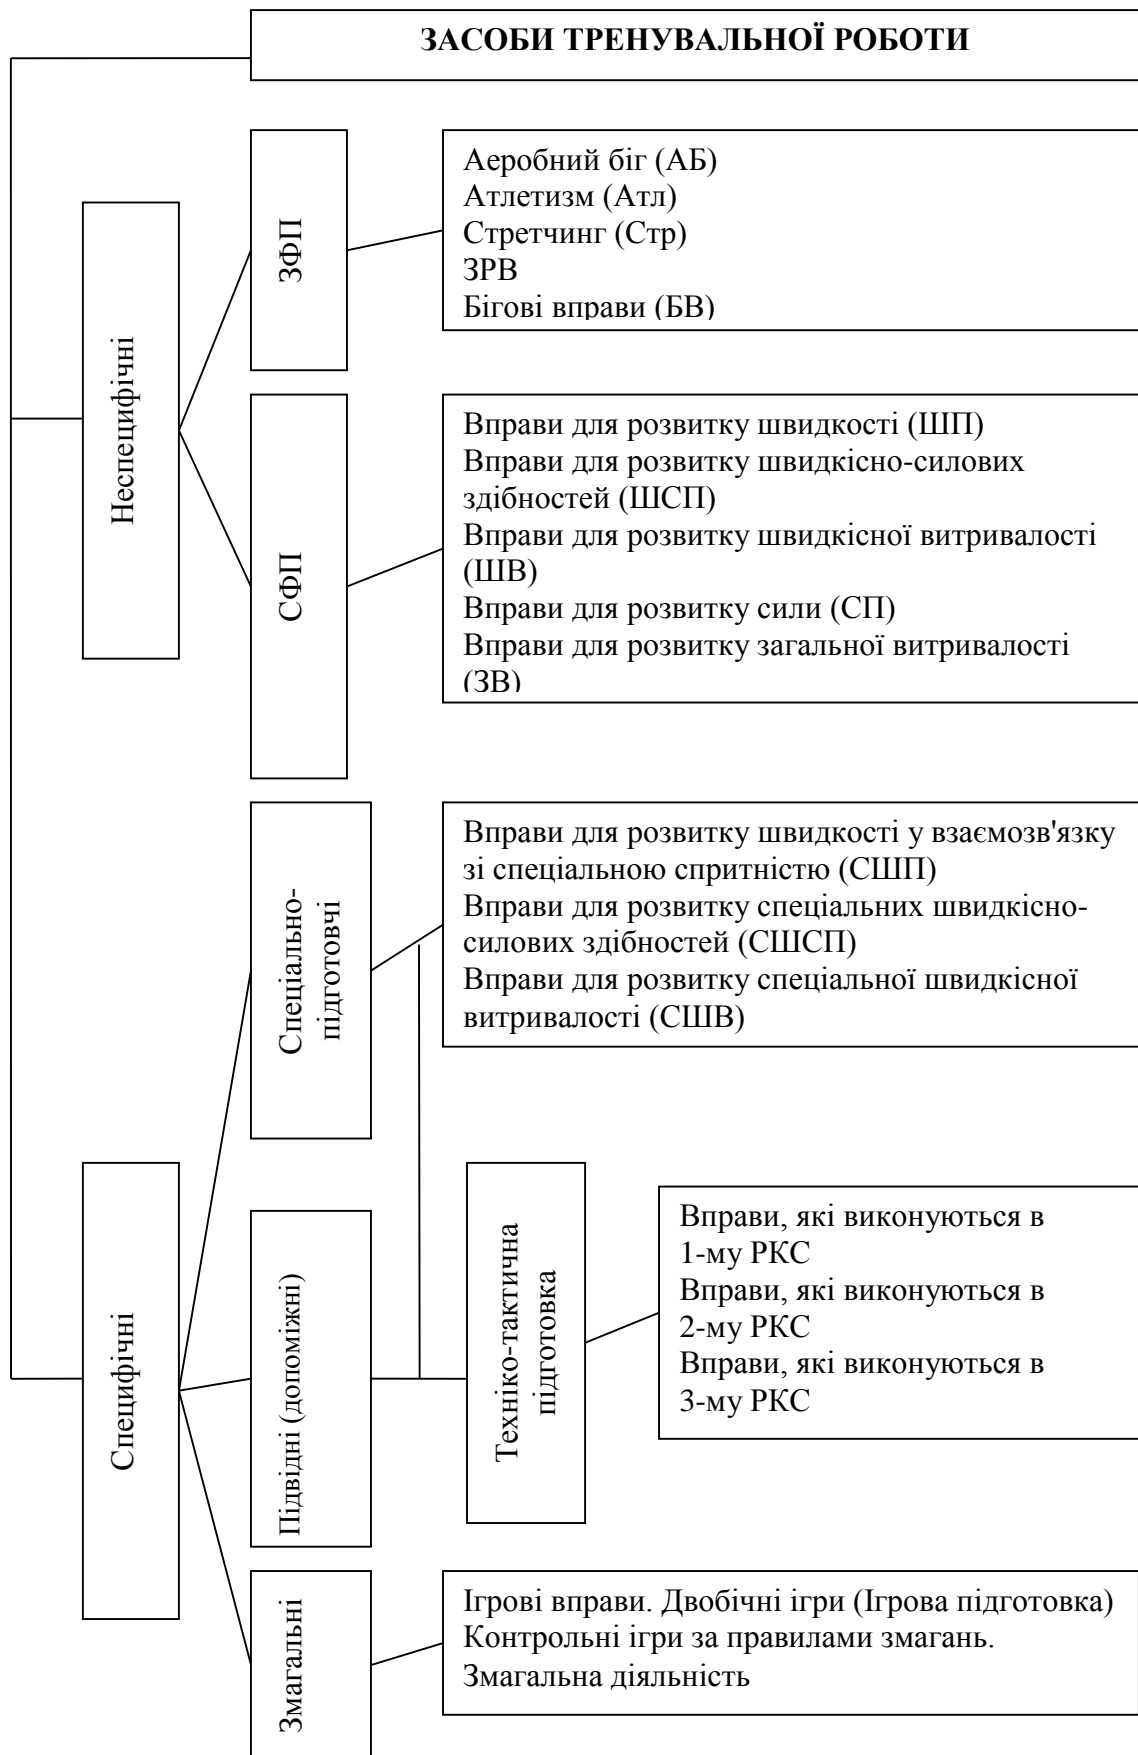 ЗАСОБИ ТРЕНУВАЛЬНОЇ РОБОТИ
Неспецифічні
ЗФП
Аеробний біг (АБ)
Атлетизм (Атл)
Стретчинг (Стр)
ЗРВ
Бігові вправи (БВ)
СФП
Вправи для розвитку швидкості (ШП)
Вправи для розвитку швидкісно-силових
здібностей (ШСП)
Вправи для розвитку швидкісної витривалості
(ШВ)
Вправи для розвитку сили (СП)
Вправи для розвитку загальної витривалості
(ЗВ)
Специфічні
Спеціально-
підготовчі
Вправи для розвитку швидкості у взаємозв'язку
зі спеціальною спритністю (СШП)
Вправи для розвитку спеціальних швидкісно-
силових здібностей (СШСП)
Вправи для розвитку спеціальної швидкісної
витривалості (СШВ)
Підвідні (допоміжні)
Техніко-тактична
підготовка
Вправи, які виконуються в
1-му РКС
Вправи, які виконуються в
2-му РКС
Вправи, які виконуються в
3-му РКС
Змагальні
Ігрові вправи. Двобічні ігри (Ігрова підготовка)
Контрольні ігри за правилами змагань.
Змагальна діяльність